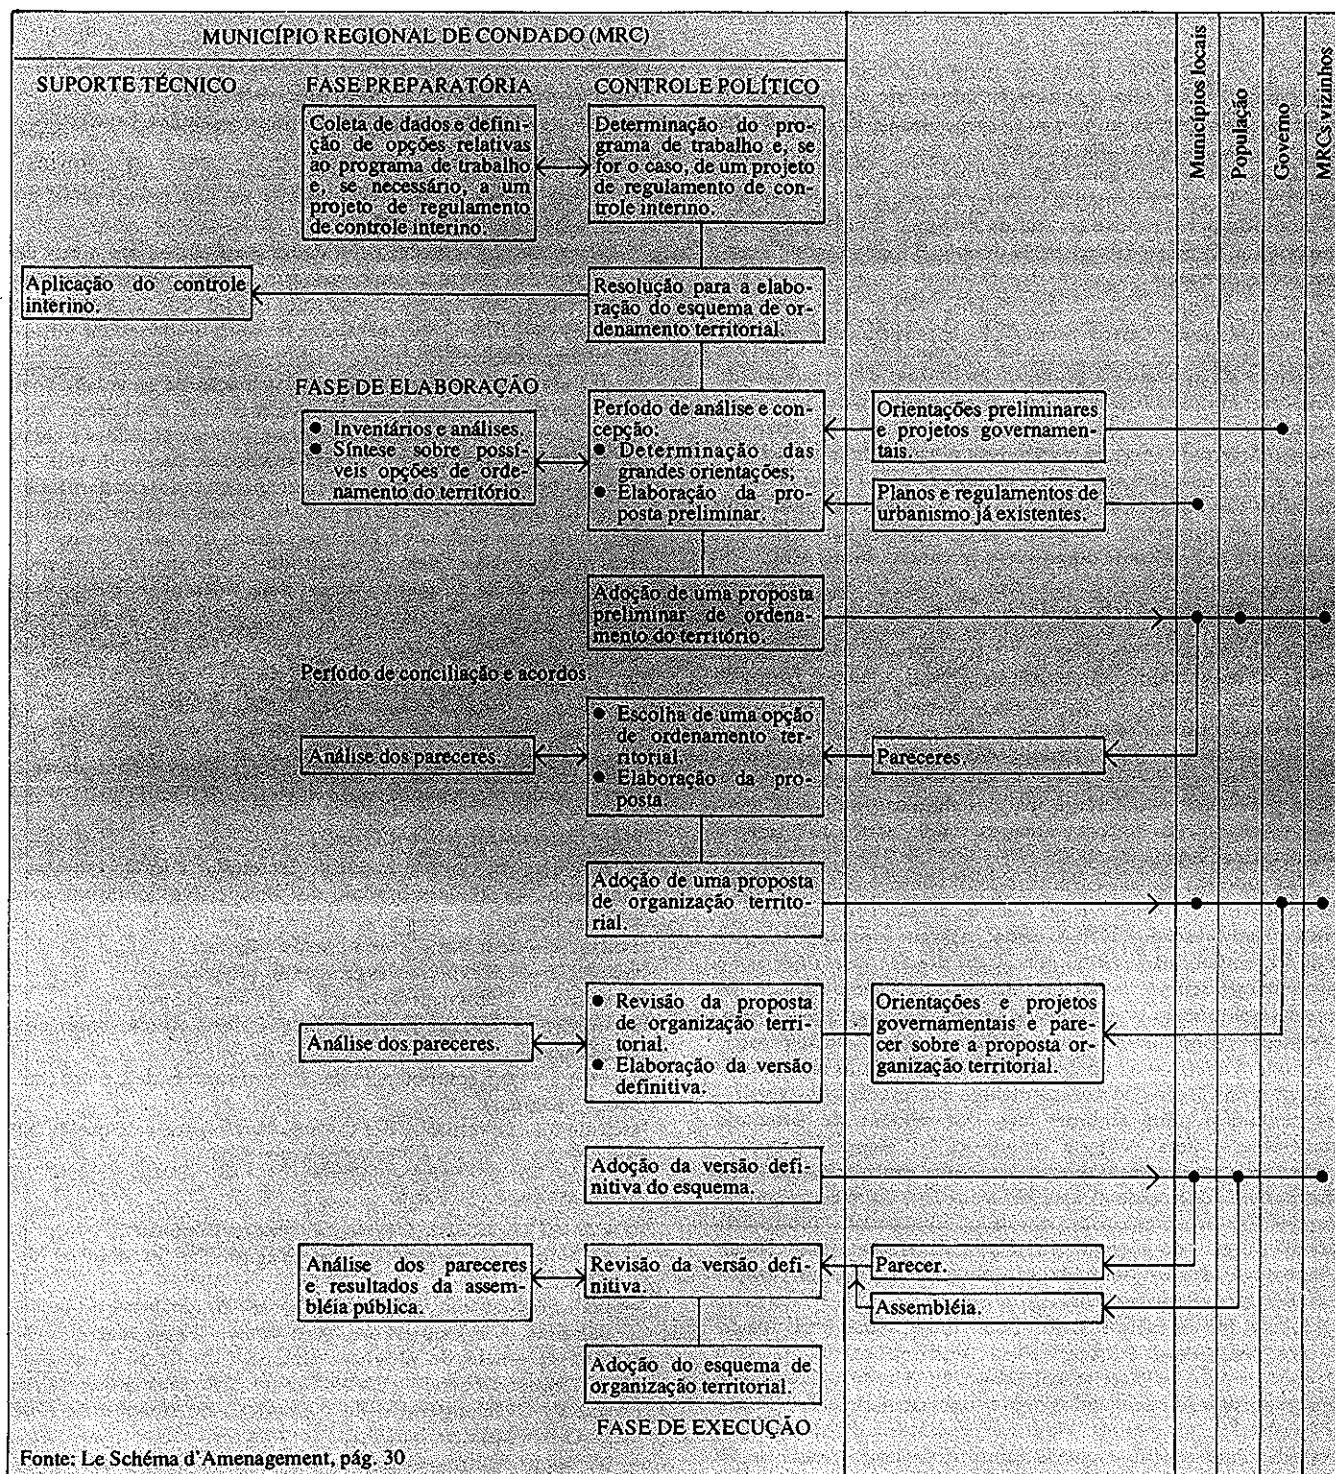 MUNICÍPIO REGIONAL DE CONDADO (MRC)
Municípios locais
População
Governo
MRCs vizinhos
SUPORTE TÉCNICO
FASE PREPARATÓRIA
CONTROLE POLÍTICO
Coleta de dados e defini-
ção de opções relativas
ao programa de trabalho
e, se necessário, a um
projeto de regulamento
de controle interino.
Determinação do pro-
grama de trabalho e, se
for o caso, de um projeto
de regulamento de con-
trole interino.
Aplicação do controle
interino.
Resolução para a elabo-
ração do esquema de or-
denamento territorial.
FASE DE ELABORAÇÃO
● Inventários e análises.
● Síntese sobre possí-
veis opções de orde-
namento do território.
Período de análise e con-
cepção:
● Determinação das
grandes orientações,
● Elaboração da pro-
posta preliminar.
Orientações preliminares
e projetos governamen-
tais.
Planos e regulamentos de
urbanismo já existentes.
Adoção de uma proposta
preliminar de ordena-
mento do território.
Período de conciliação e acordos
Análise dos pareceres.
● Escolha de uma opção
de ordenamento ter-
ritorial.
● Elaboração da pro-
posta
Pareceres.
Adoção de uma proposta
de organização territo-
rial.
Análise dos pareceres.
● Revisão da proposta
de organização terri-
torial.
● Elaboração da versão
definitiva.
Orientações e projetos
governamentais e pare-
cer sobre a proposta or-
ganização territorial.
Adoção da versão defi-
nitiva do esquema.
Análise dos pareceres
e resultados da assem-
bléia pública.
Revisão da versão defi-
nitiva.
Parecer.
Assembléia.
Adoção do esquema de
organização territorial.
FASE DE EXECUÇÃO
Fonte: Le Schéma d'Amenagement, pág. 30